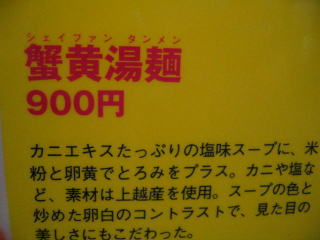 シェイファン タンメン
蟹黄湯麺
900円
カニエキスたっぷりの塩味スープに、米
粉と卵黄でとろみをプラス。カニや塩な
ど、素材は上越産を使用。スープの色と
炒めた卵白のコントラストで、見た目の
美しさにもこだわった。